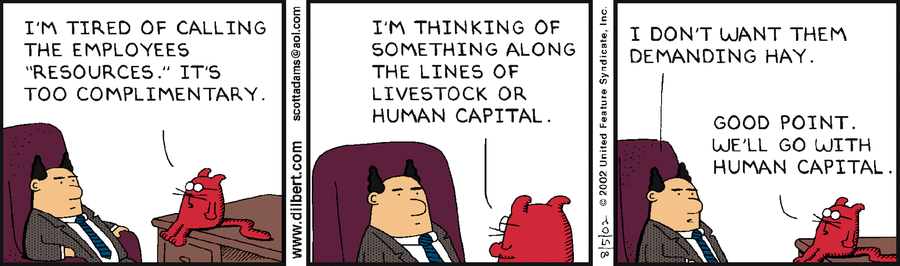 I'M TIRED OF CALLING
THE EMPLOYEES
"RESOURCES." IT'S
TOO COMPLIMENTARY.
www.dilbert.com scottadams@aol.com
I'M THINKING OF
SOMETHING ALONG
THE LINES OF
LIVESTOCK OR
HUMAN CAPITAL.
8/5/02 © 2002 United Feature Syndicate, Inc.
I DON'T WANT THEM
DEMANDING HAY.
GOOD POINT.
WE'LL GO WITH
HUMAN CAPITAL.